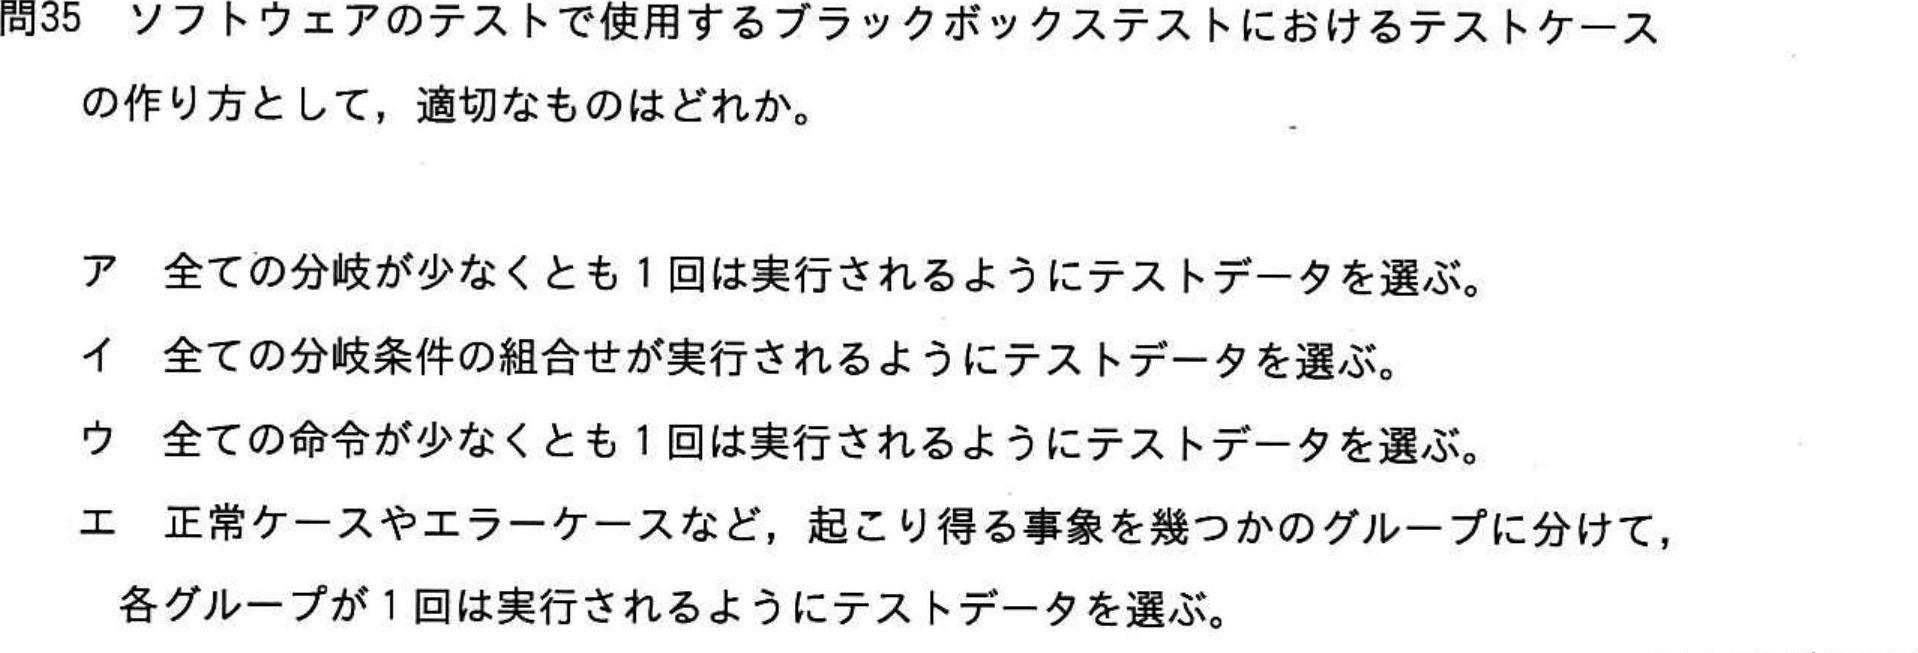 問35　ソフトウェアのテストで使用するブラックボックステストにおけるテストケース
の作り方として，適切なものはどれか。
ア　全ての分岐が少なくとも1回は実行されるようにテストデータを選ぶ。
イ　全ての分岐条件の組合せが実行されるようにテストデータを選ぶ。
ウ　全ての命令が少なくとも1回は実行されるようにテストデータを選ぶ。
エ　正常ケースやエラーケースなど，起こり得る事象を幾つかのグループに分けて，
各グループが1回は実行されるようにテストデータを選ぶ。